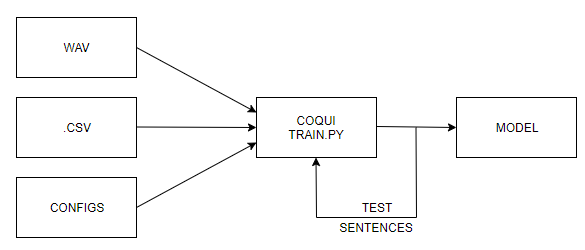 WAV
.CSV
CONFIGS
COQUI
TRAIN.PY
MODEL
TEST
SENTENCES